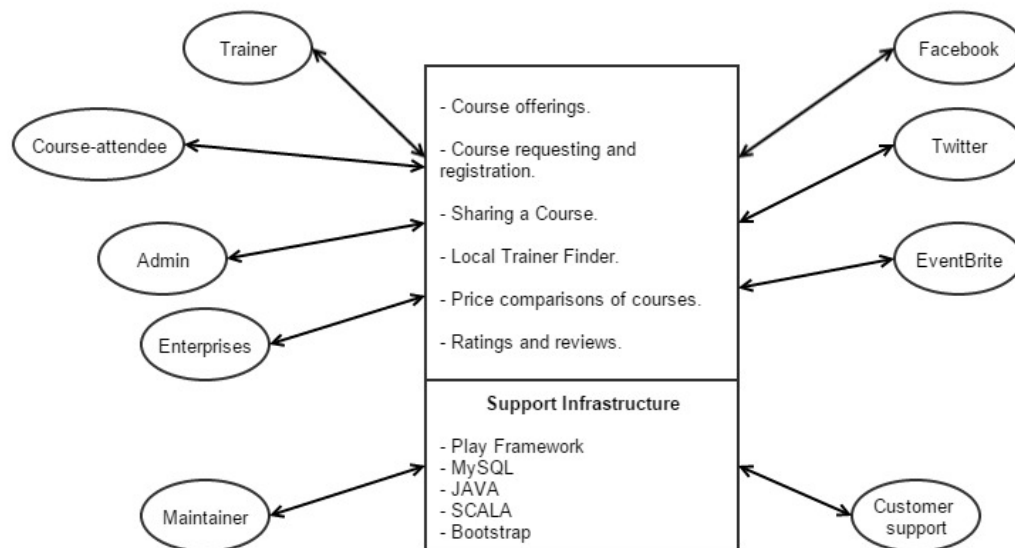 Trainer
Course-attendee
Admin
Enterprises
Maintainer
- Course offerings.
- Course requesting and
registration.
- Sharing a Course.
- Local Trainer Finder.
- Price comparisons of courses.
- Ratings and reviews.
Support Infrastructure
- Play Framework
- MySQL
- JAVA
- SCALA
- Bootstrap
Facebook
Twitter
EventBrite
Customer
support